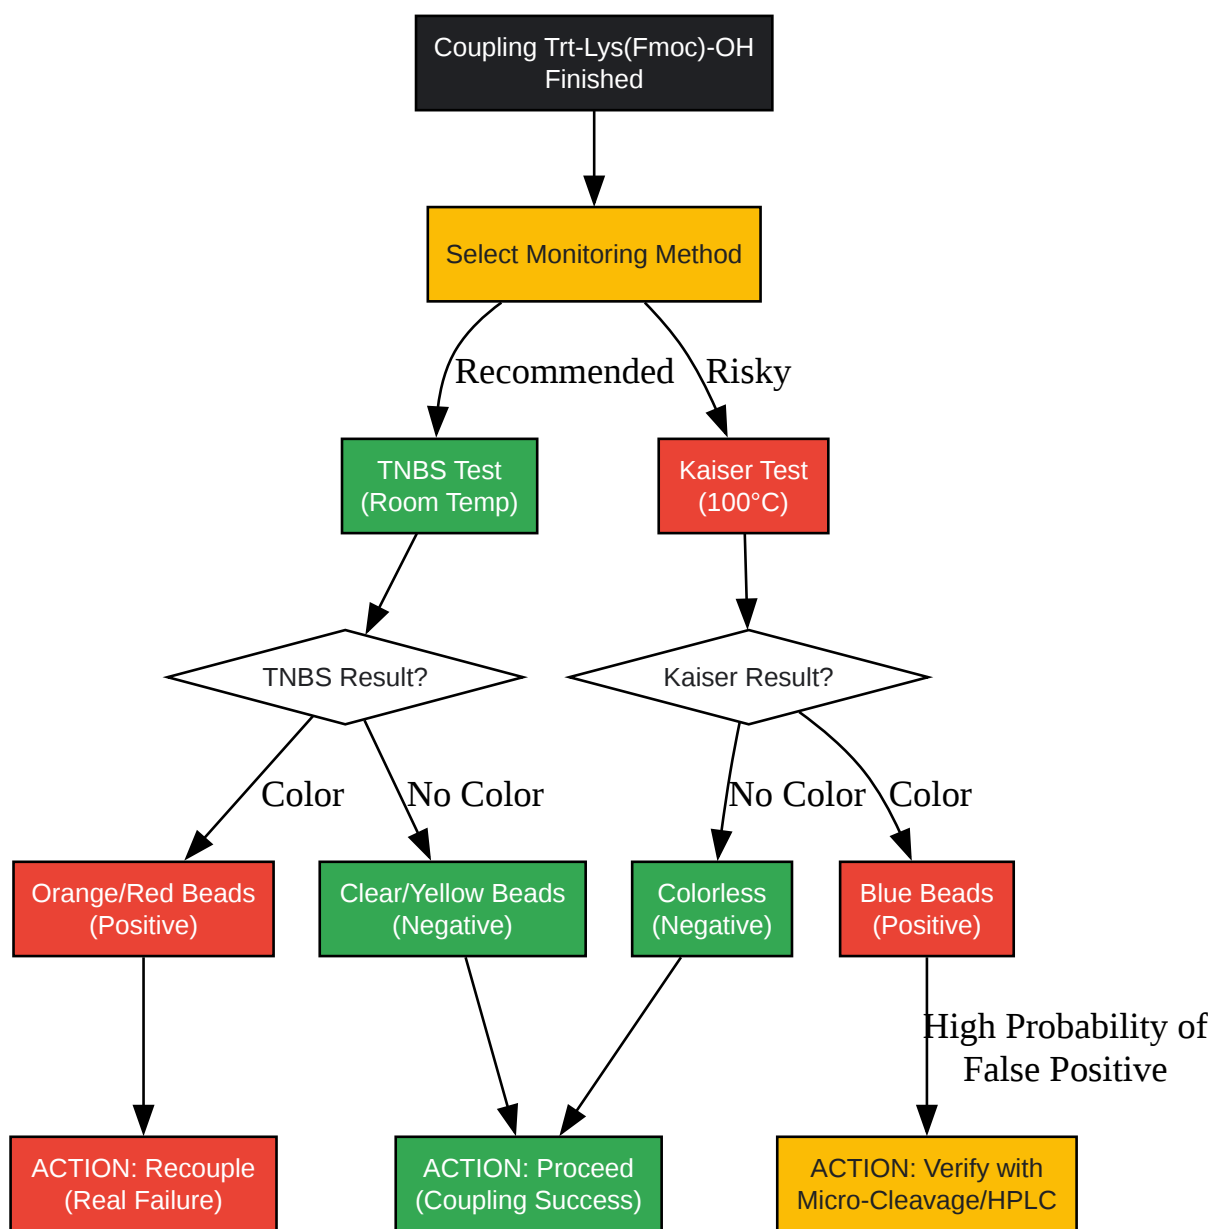 Coupling Trt-Lys(Fmoc)-OH
Finished
Select Monitoring Method
Recommended
Risky
TNBS Test
(Room Temp)
Kaiser Test
(100°C)
TNBS Result?
Kaiser Result?
Color
No Color
No Color
Color
Orange/Red Beads
(Positive)
Clear/Yellow Beads
(Negative)
Colorless
(Negative)
Blue Beads
(Positive)
High Probability of
False Positive
ACTION: Recouple
(Real Failure)
ACTION: Proceed
(Coupling Success)
ACTION: Verify with
Micro-Cleavage/HPLC